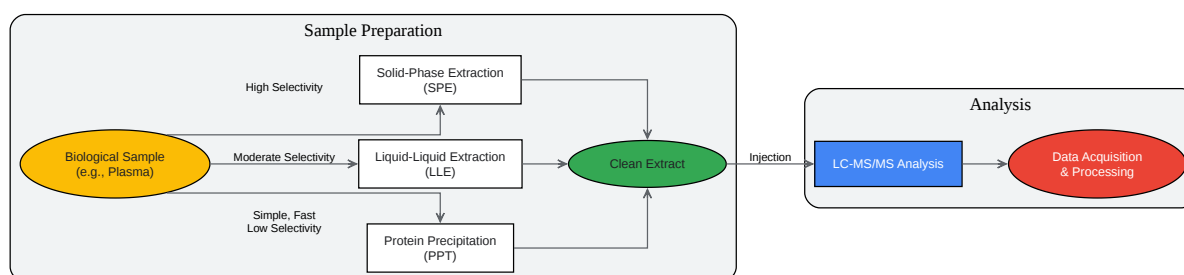 Sample Preparation
Solid-Phase Extraction
(SPE)
High Selectivity
Biological Sample
(e.g., Plasma)
Moderate Selectivity
Liquid-Liquid Extraction
(LLE)
Clean Extract
Simple, Fast
Low Selectivity
Protein Precipitation
(PPT)
Injection
Analysis
LC-MS/MS Analysis
Data Acquisition
& Processing